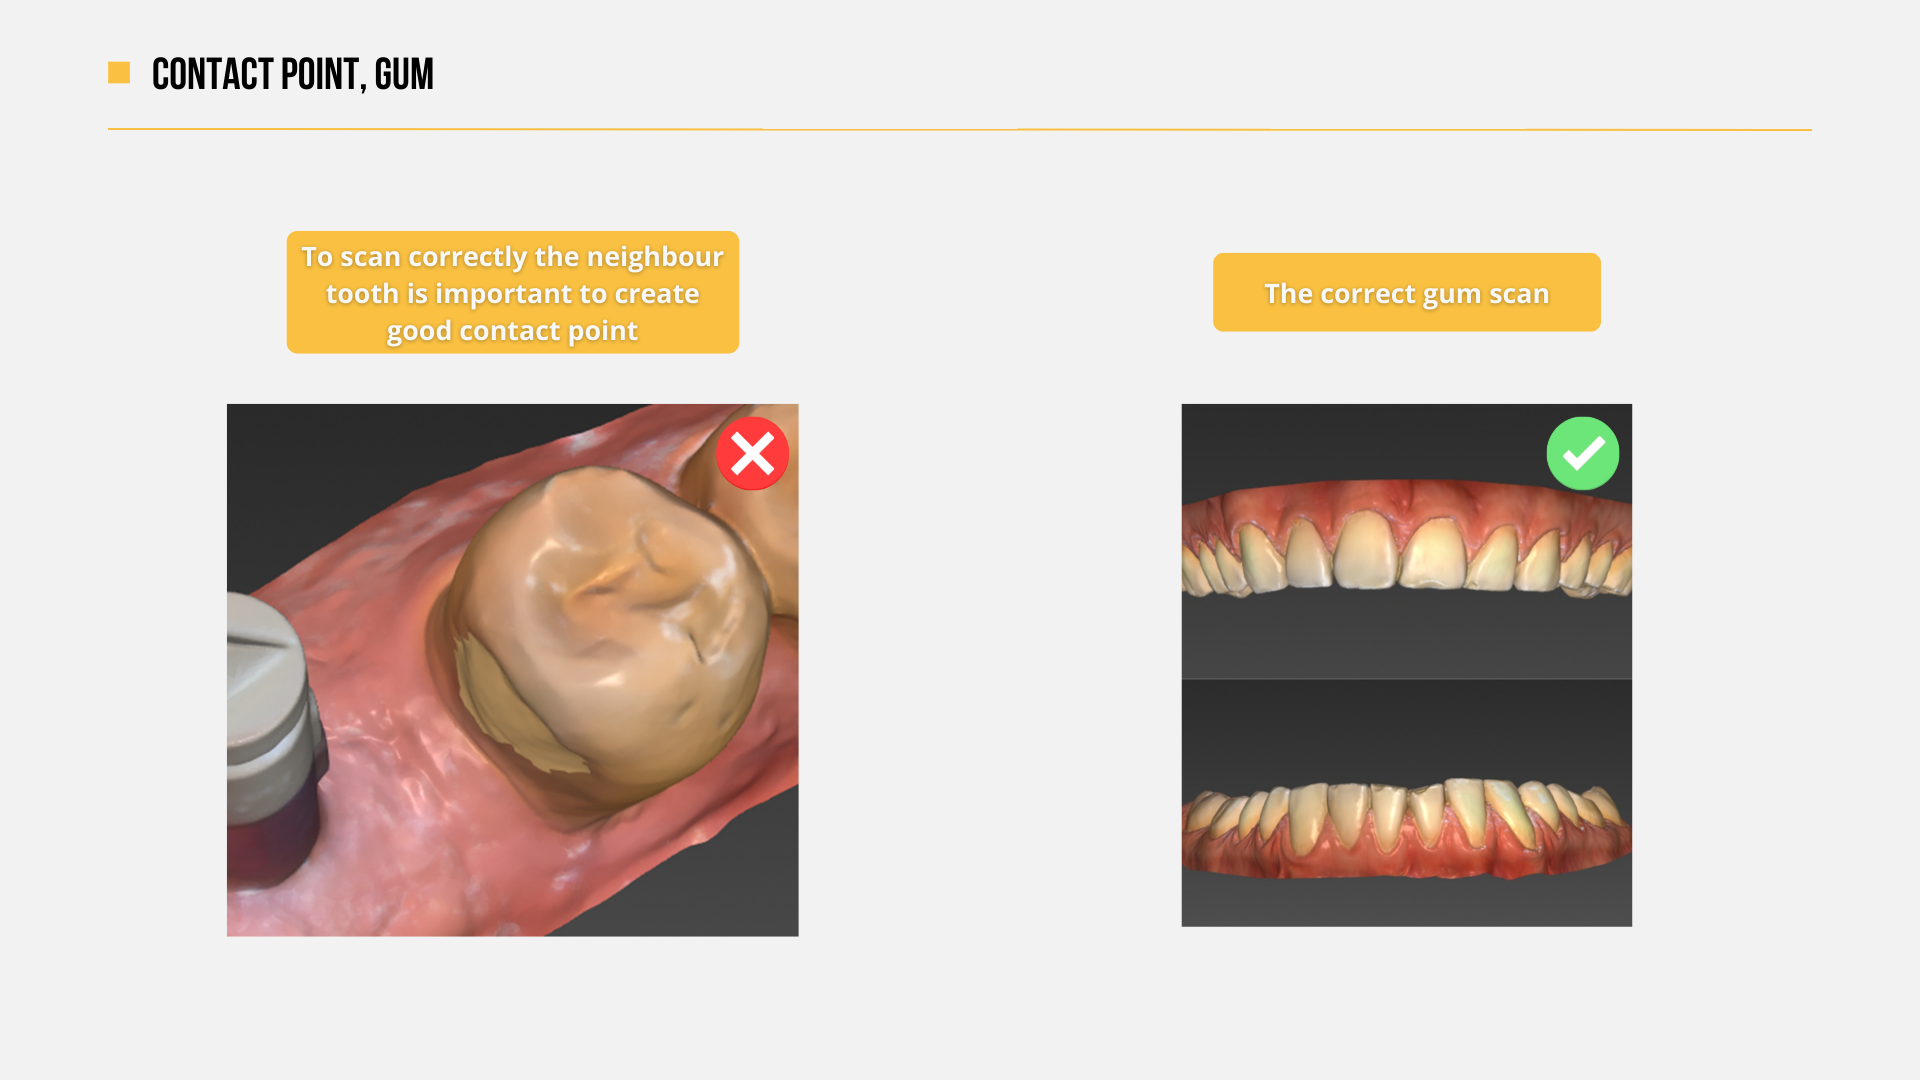 CONTACT POINT, GUM
To scan correctly the neighbour
tooth is important to create
good contact point
The correct gum scan